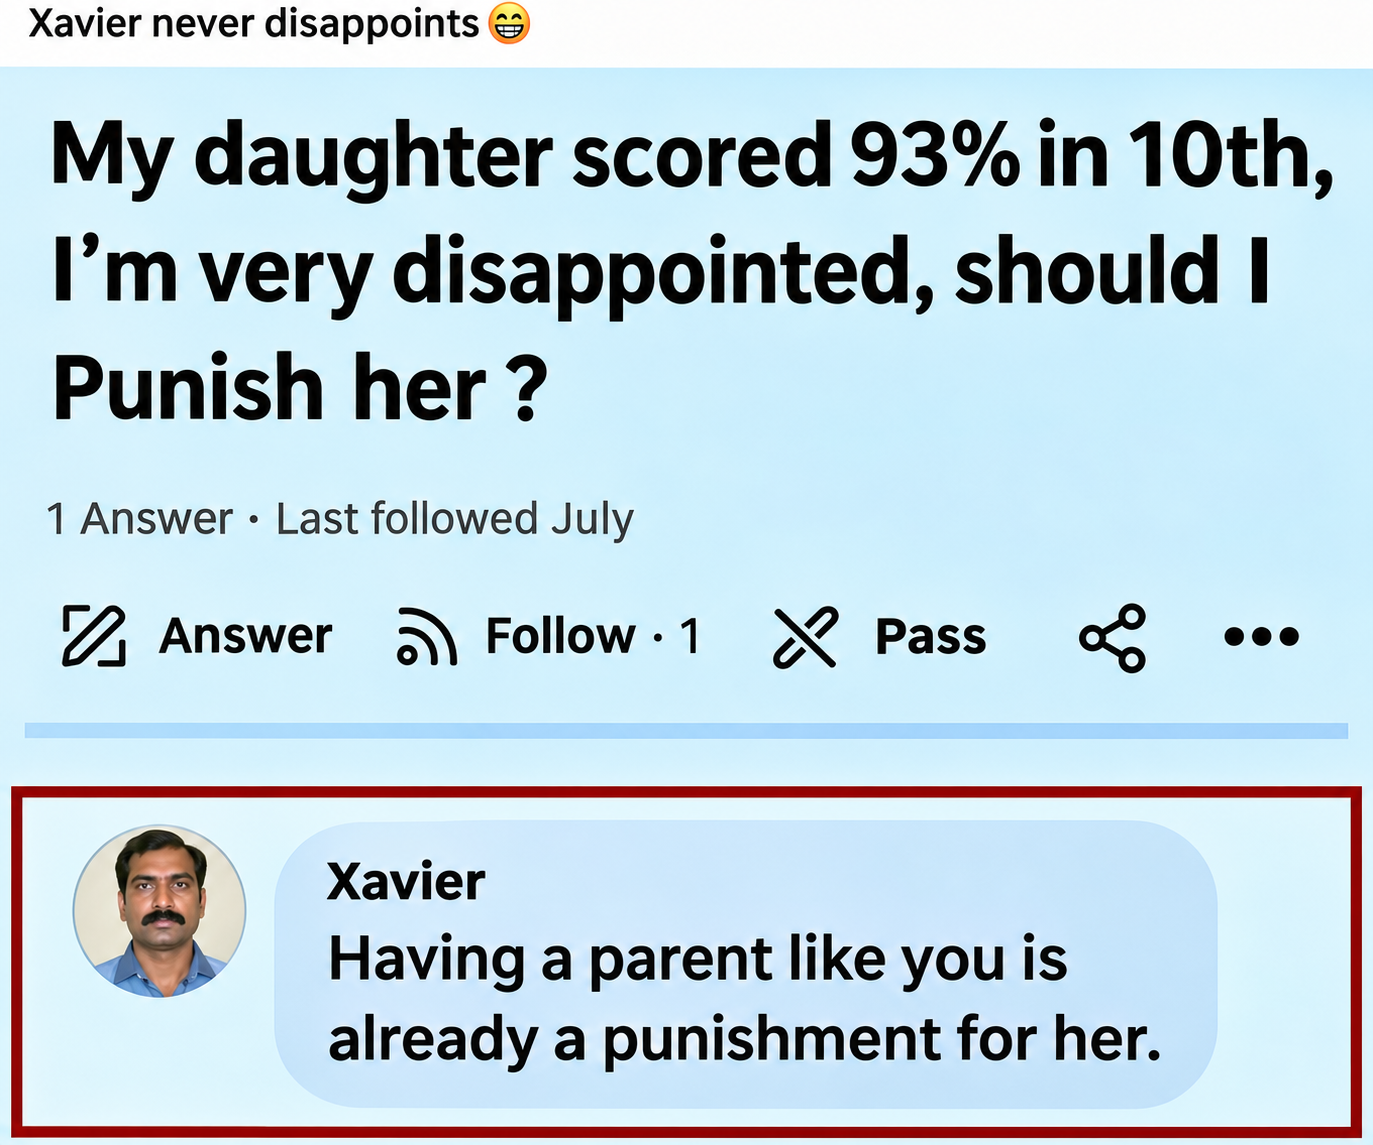 Xavier never disappoints 😁
My daughter scored 93% in 10th,
I’m very disappointed, should I
Punish her ?
1 Answer · Last followed July
Answer Follow · 1 Pass
Xavier
Having a parent like you is
already a punishment for her.